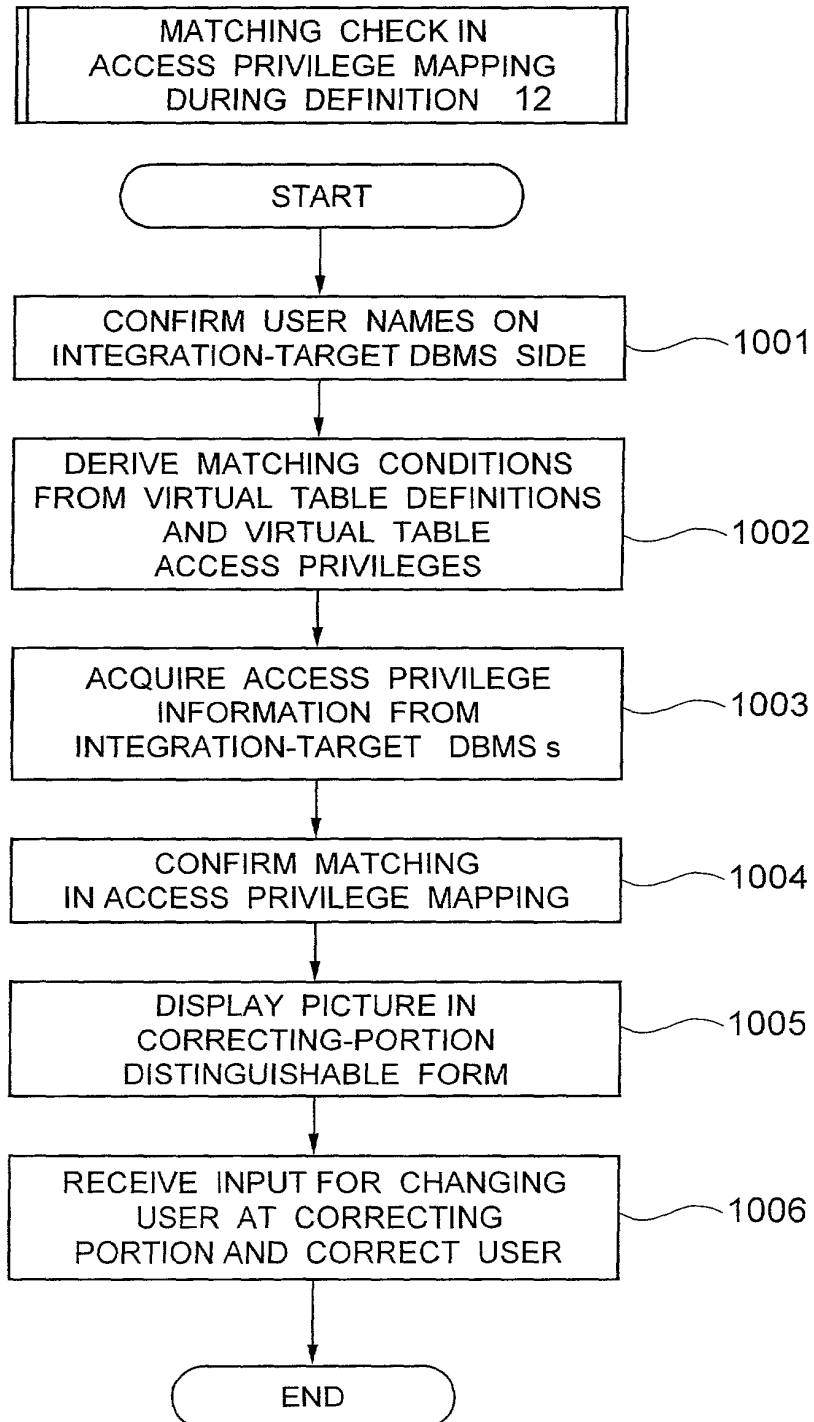 MATCHING CHECK IN
ACCESS PRIVILEGE MAPPING
DURING DEFINITION 12
START
CONFIRM USER NAMES ON
INTEGRATION-TARGET DBMS SIDE
1001
DERIVE MATCHING CONDITIONS
FROM VIRTUAL TABLE DEFINITIONS
AND VIRTUAL TABLE
ACCESS PRIVILEGES
1002
ACQUIRE ACCESS PRIVILEGE
INFORMATION FROM
INTEGRATION-TARGET DBMS s
1003
CONFIRM MATCHING
IN ACCESS PRIVILEGE MAPPING
1004
DISPLAY PICTURE IN
CORRECTING-PORTION
DISTINGUISHABLE FORM
1005
RECEIVE INPUT FOR CHANGING
USER AT CORRECTING
PORTION AND CORRECT USER
1006
END